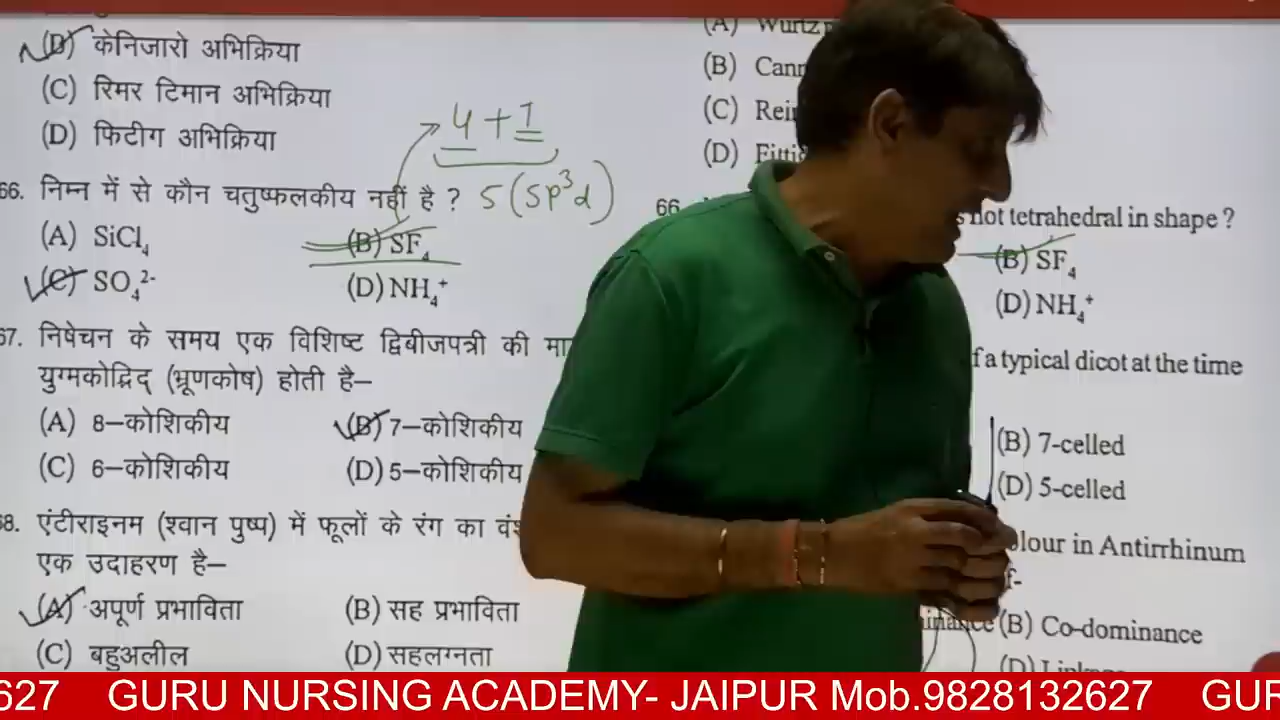 (B) केनिजारो अभिक्रिया
(C) रिमर टिमान अभिक्रिया
(D) फिटीग अभिक्रिया
4 + 1
66. निम्न में से कौन चतुष्फलकीय नहीं है ? 5 (sp³d)
(A) SiCl₄ (B) SF₄
(C) SO₄²⁻ (D) NH₄⁺
67. निषेचन के समय एक विशिष्ट द्विबीजपत्री की
युग्मकोद्भिद् (भ्रूणकोष) होती है–
(A) 8–कोशिकीय (B) 7–कोशिकीय
(C) 6–कोशिकीय (D) 5–कोशिकीय
68. एंटीराइनम (श्वान पुष्प) में फूलों के रंग का
एक उदाहरण है–
(A) अपूर्ण प्रभाविता (B) सह प्रभाविता
(C) बहुअलील (D) सहलग्नता
(A) Wurtz
(B)
(C)
(D)
66. not tetrahedral in shape ?
(B) SF₄
(D) NH₄⁺
a typical dicot at the time
(B) 7-celled
(D) 5-celled
in Antirrhinum
(B) Co-dominance
(D)
627 GURU NURSING ACADEMY- JAIPUR Mob.9828132627 GUR